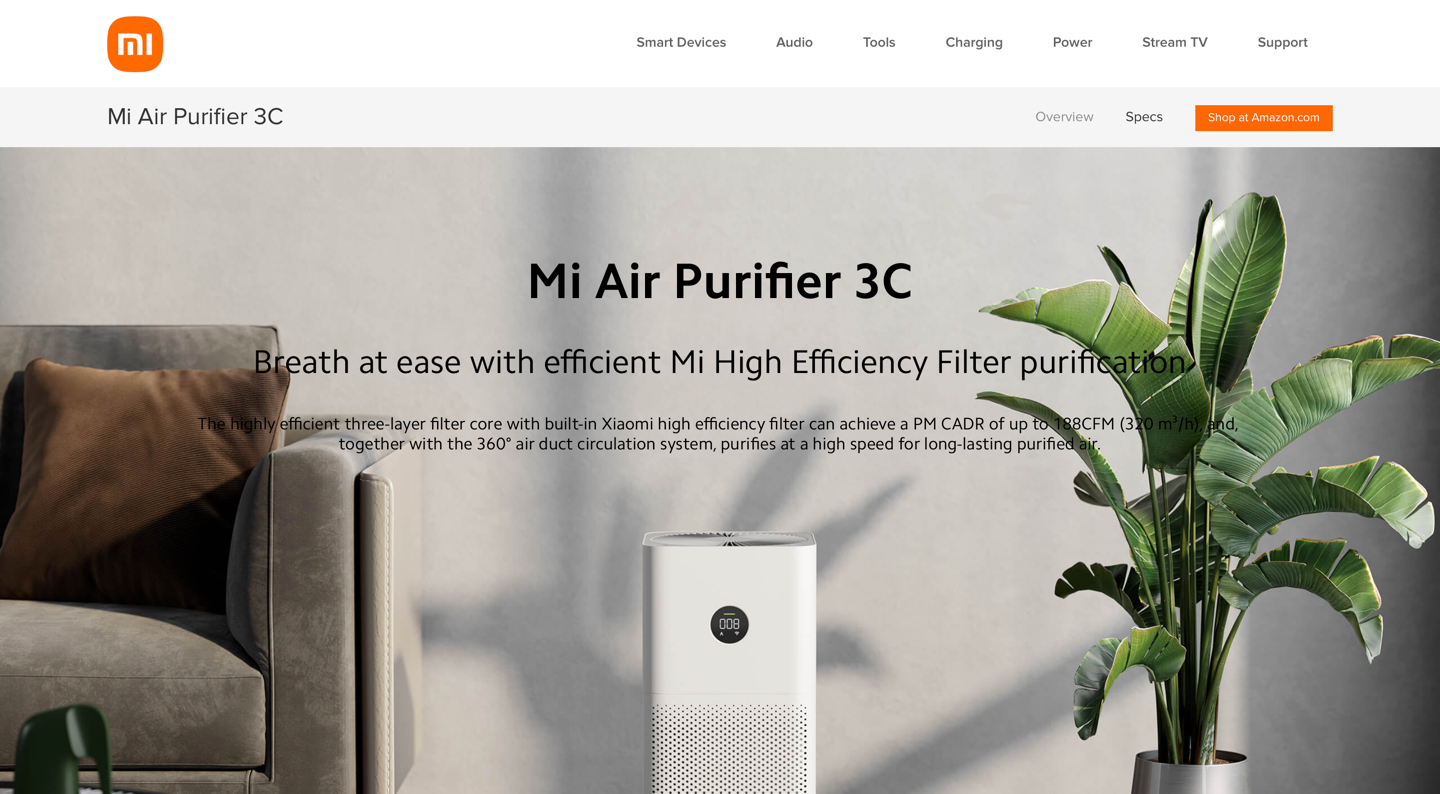 mi
Smart Devices Audio Tools Charging Power Stream TV Support
Mi Air Purifier 3C
Overview Specs Shop at Amazon.com
Mi Air Purifier 3C
Breath at ease with efficient Mi High Efficiency Filter purification
The highly efficient three-layer filter core with built-in Xiaomi high efficiency filter can achieve a PM CADR of up to 188CFM (320 m³/h), and,
together with the 360° air duct circulation system, purifies at a high speed for long-lasting purified air.
008
A